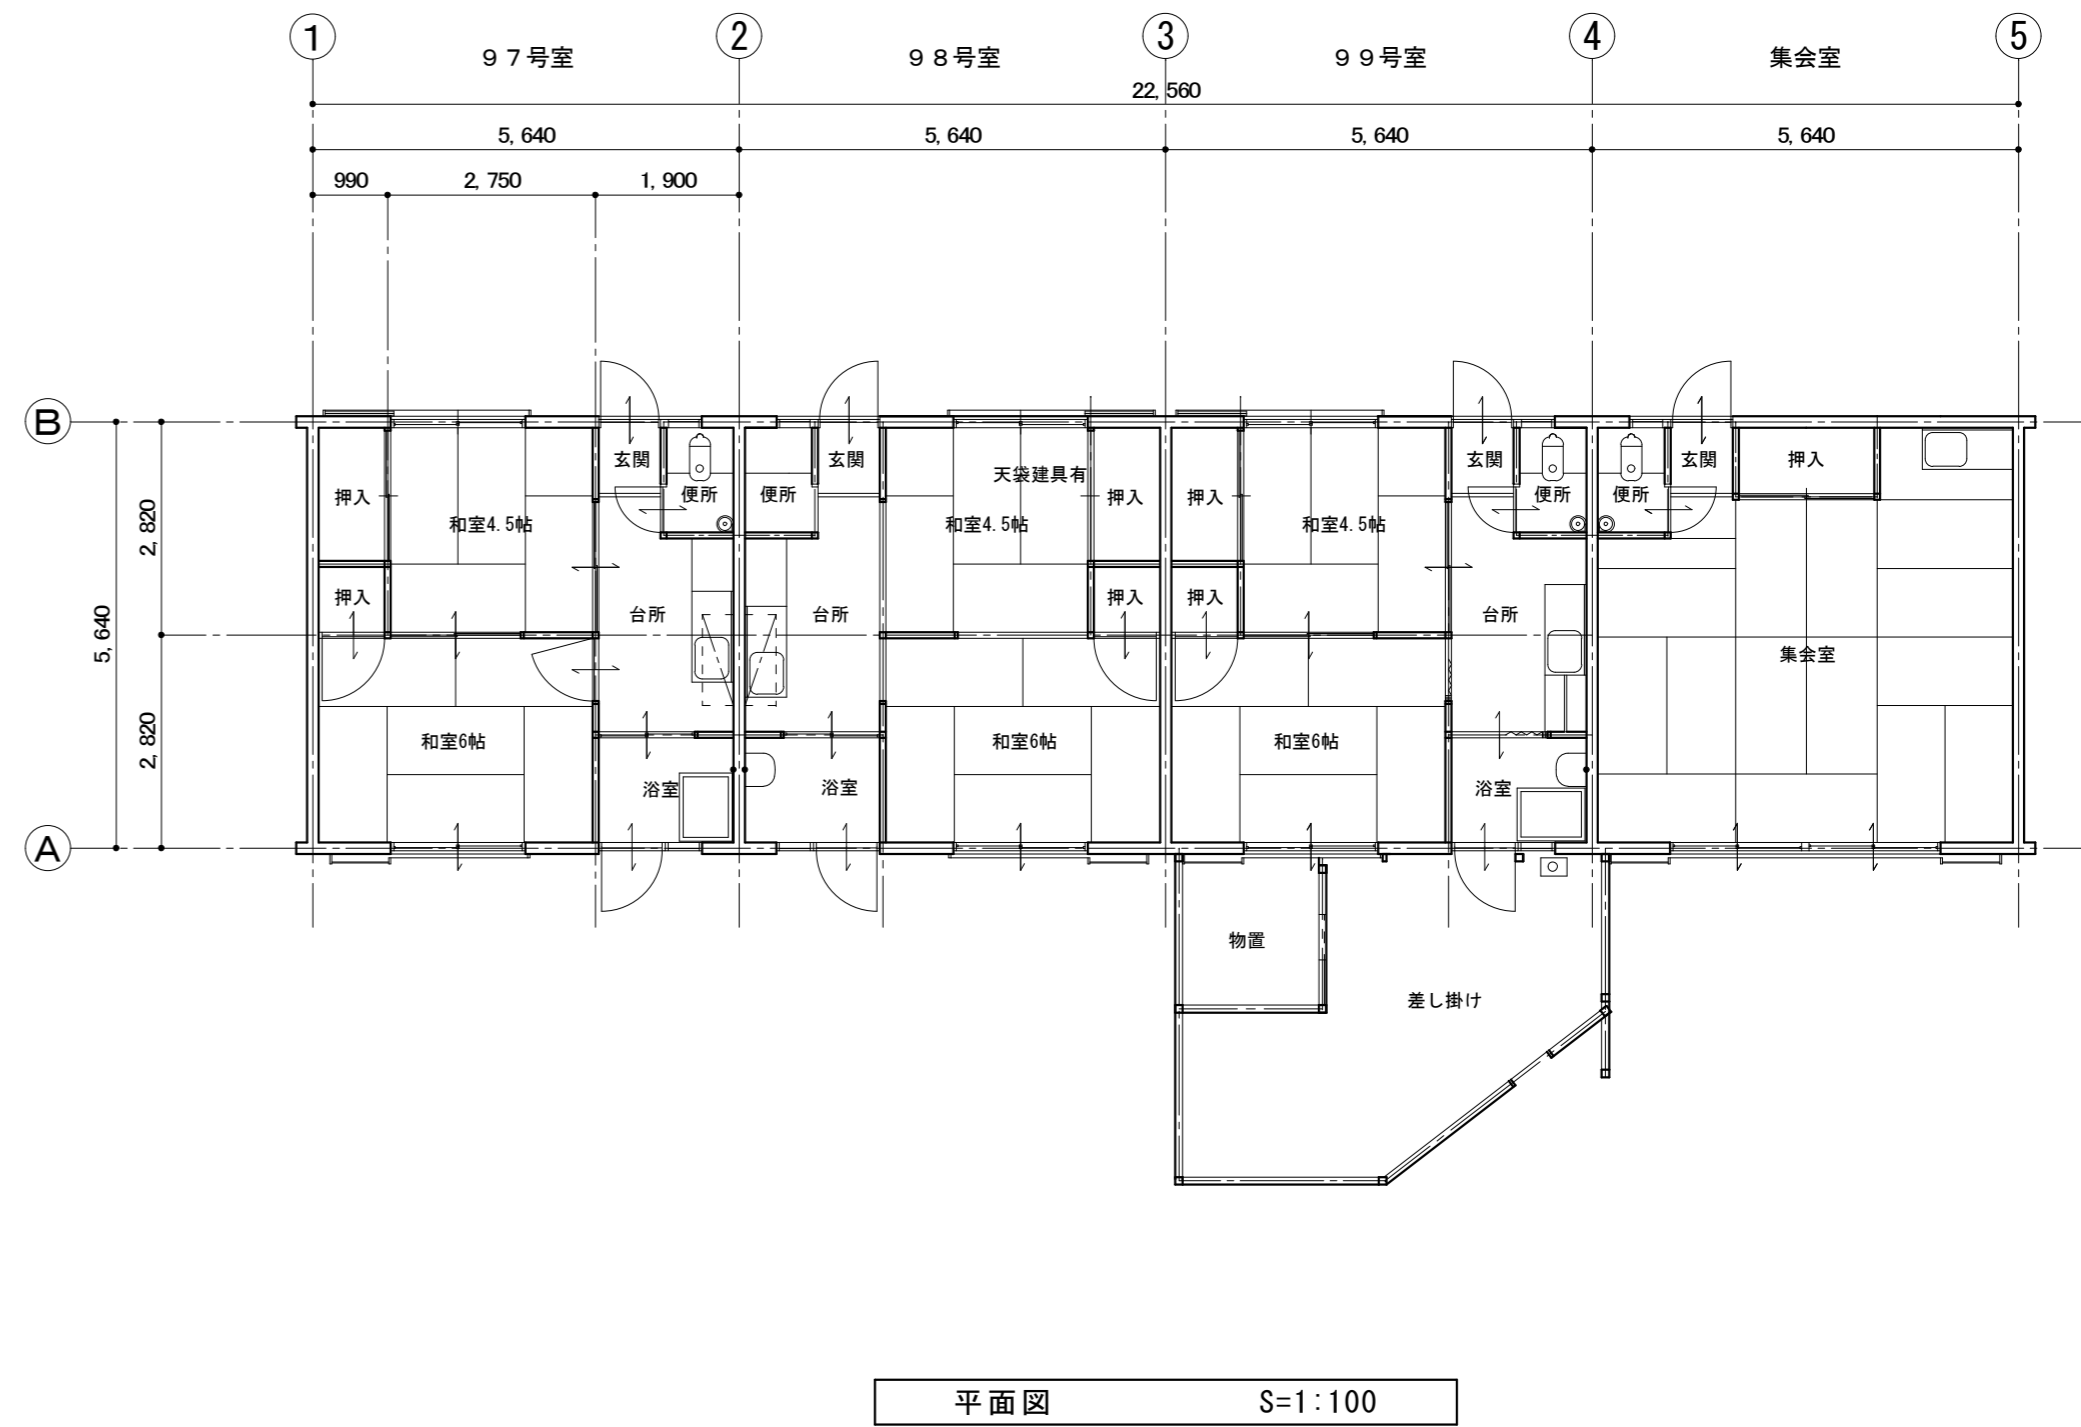 1 2 3 4 5
97号室 98号室 99号室 集会室
22,560
5,640 5,640 5,640 5,640
990 2,750 1,900
B
玄関 玄関 玄関 玄関 押入
押入 便所 便所 天袋建具有 押入 押入 便所 便所
和室4.5帖 和室4.5帖 和室4.5帖
2,820
押入 台所 台所 押入 押入 台所
5,640
集会室
2,820
和室6帖 和室6帖 和室6帖
浴室 浴室 浴室
A
物置
差し掛け
平面図 S=1:100